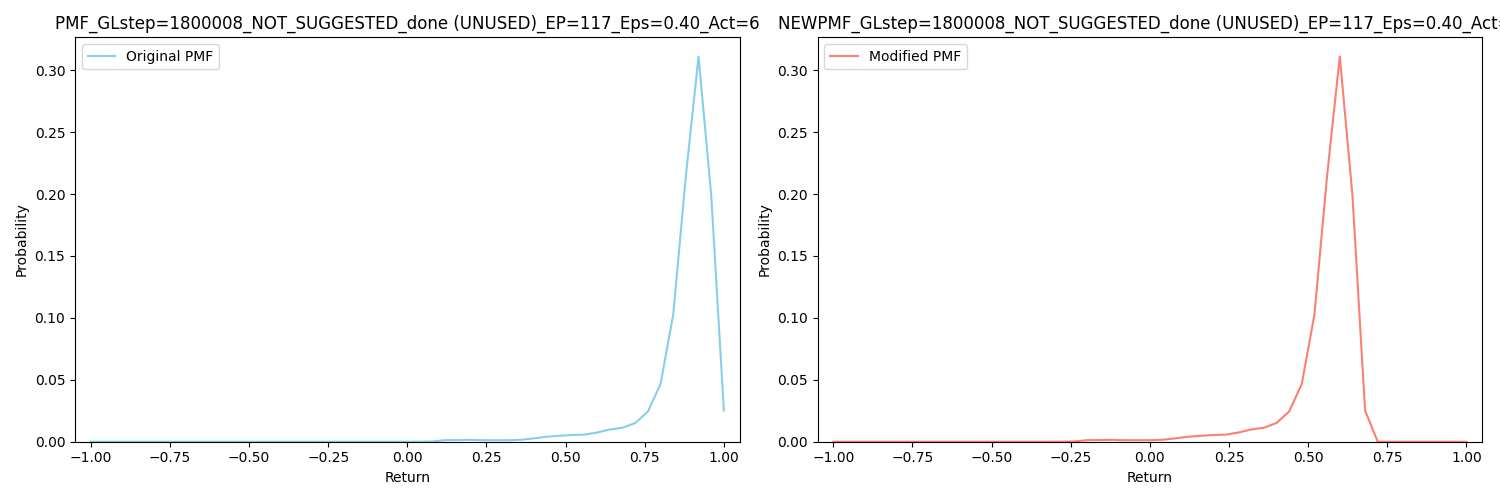 PMF_GLstep=1800008_NOT_SUGGESTED_done (UNUSED)_EP=117_Eps=0.40_Act=6
Original PMF
Probability
0.30
0.25
0.20
0.15
0.10
0.05
0.00
−1.00 −0.75 −0.50 −0.25 0.00 0.25 0.50 0.75 1.00
Return
NEWPMF_GLstep=1800008_NOT_SUGGESTED_done (UNUSED)_EP=117_Eps=0.40_Act=
Modified PMF
Probability
0.30
0.25
0.20
0.15
0.10
0.05
0.00
−1.00 −0.75 −0.50 −0.25 0.00 0.25 0.50 0.75 1.00
Return